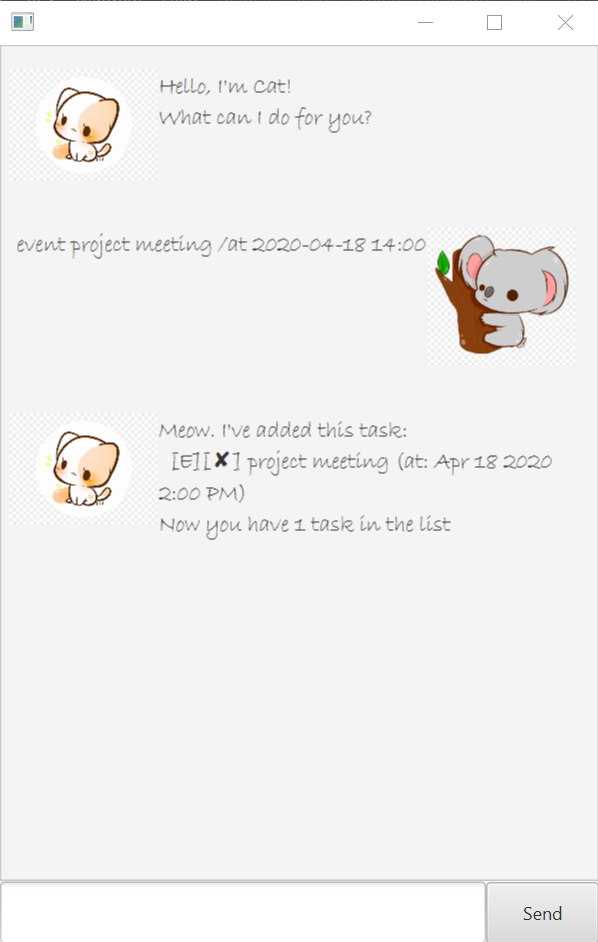 Hello, I'm Cat!
What can I do for you?
event project meeting /at 2020-04-18 14:00
Meow. I've added this task:
[E][✘] project meeting (at: Apr 18 2020
2:00 PM)
Now you have 1 task in the list
Send